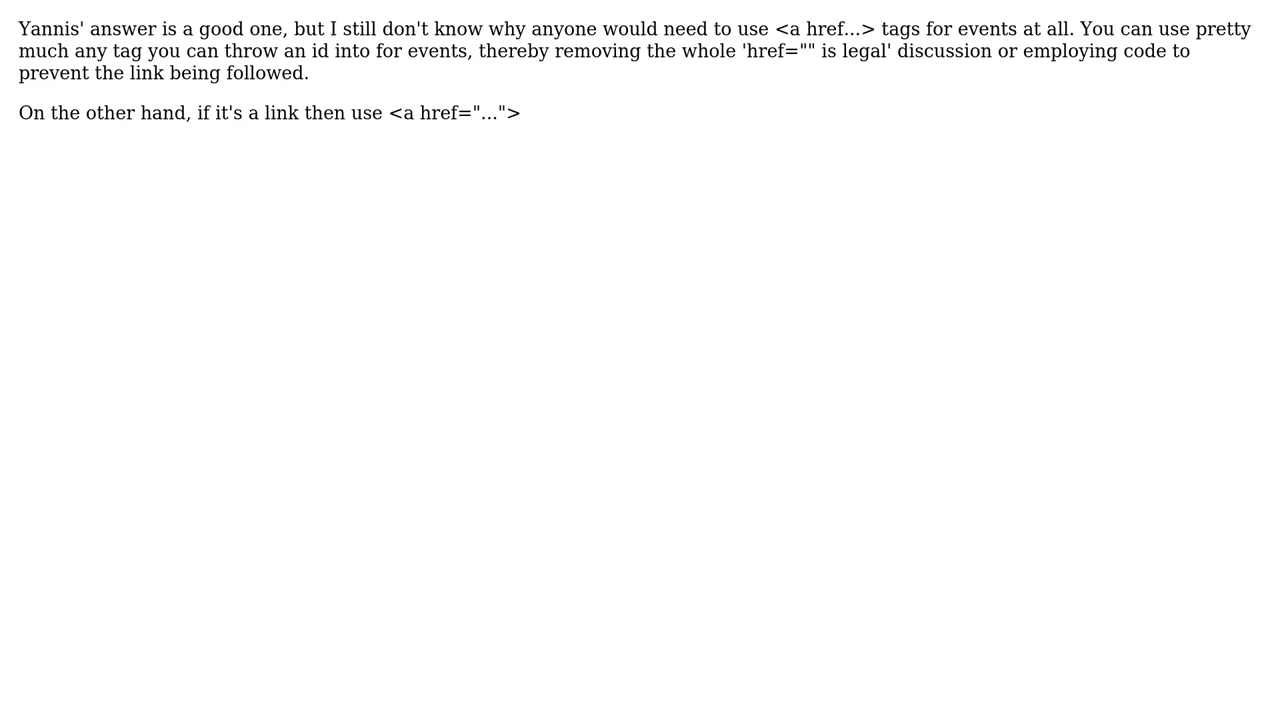 Yannis' answer is a good one, but I still don't know why anyone would need to use <a href...> tags for events at all. You can use pretty
much any tag you can throw an id into for events, thereby removing the whole 'href="" is legal' discussion or employing code to
prevent the link being followed.
On the other hand, if it's a link then use <a href="...">